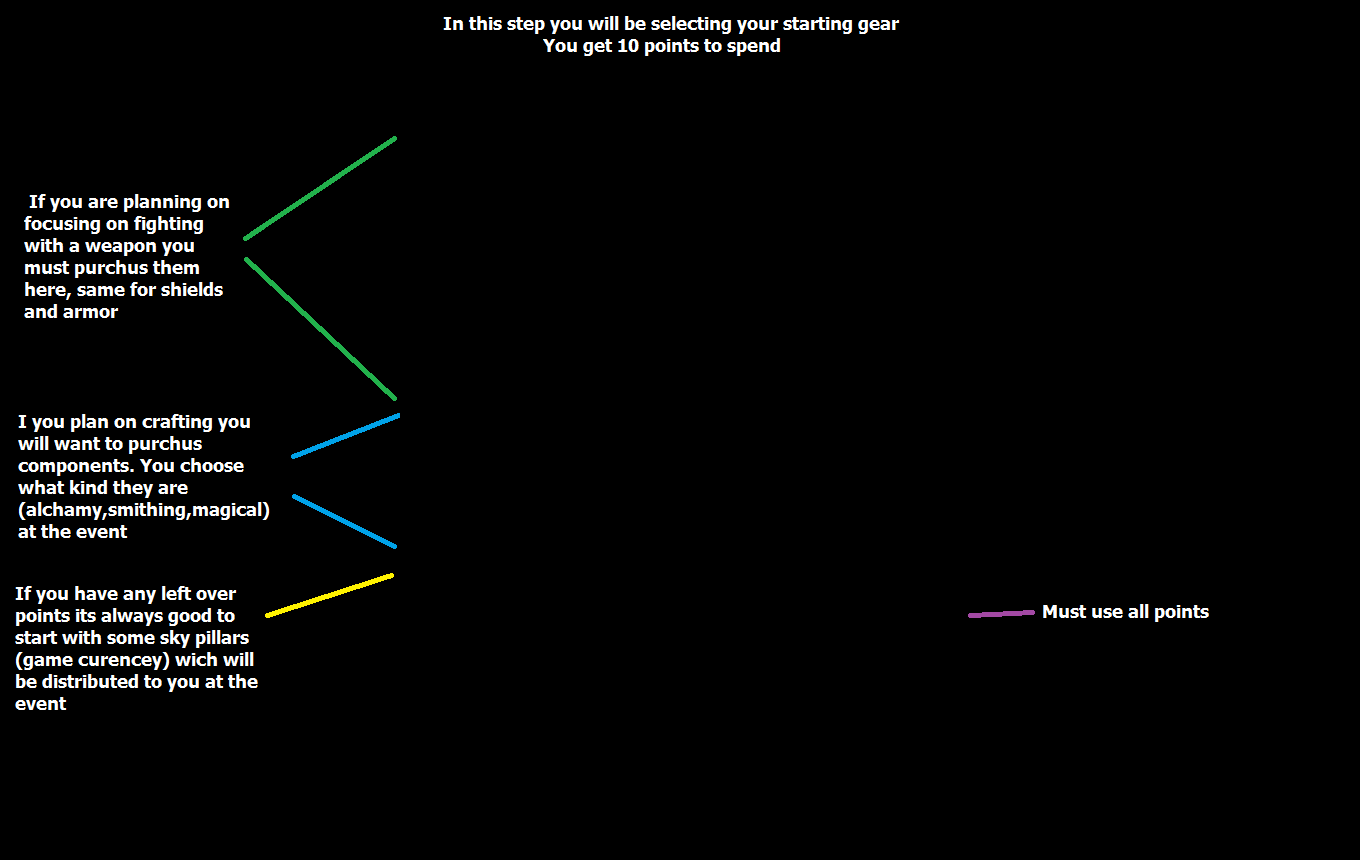 In this step you will be selecting your starting gear
You get 10 points to spend
If you are planning on
focusing on fighting
with a weapon you
must purchus them
here, same for shields
and armor
I you plan on crafting you
will want to purchus
components. You choose
what kind they are
(alchamy,smithing,magical)
at the event
If you have any left over
points its always good to
start with some sky pillars
(game curencey) wich will
be distributed to you at the
event
Must use all points